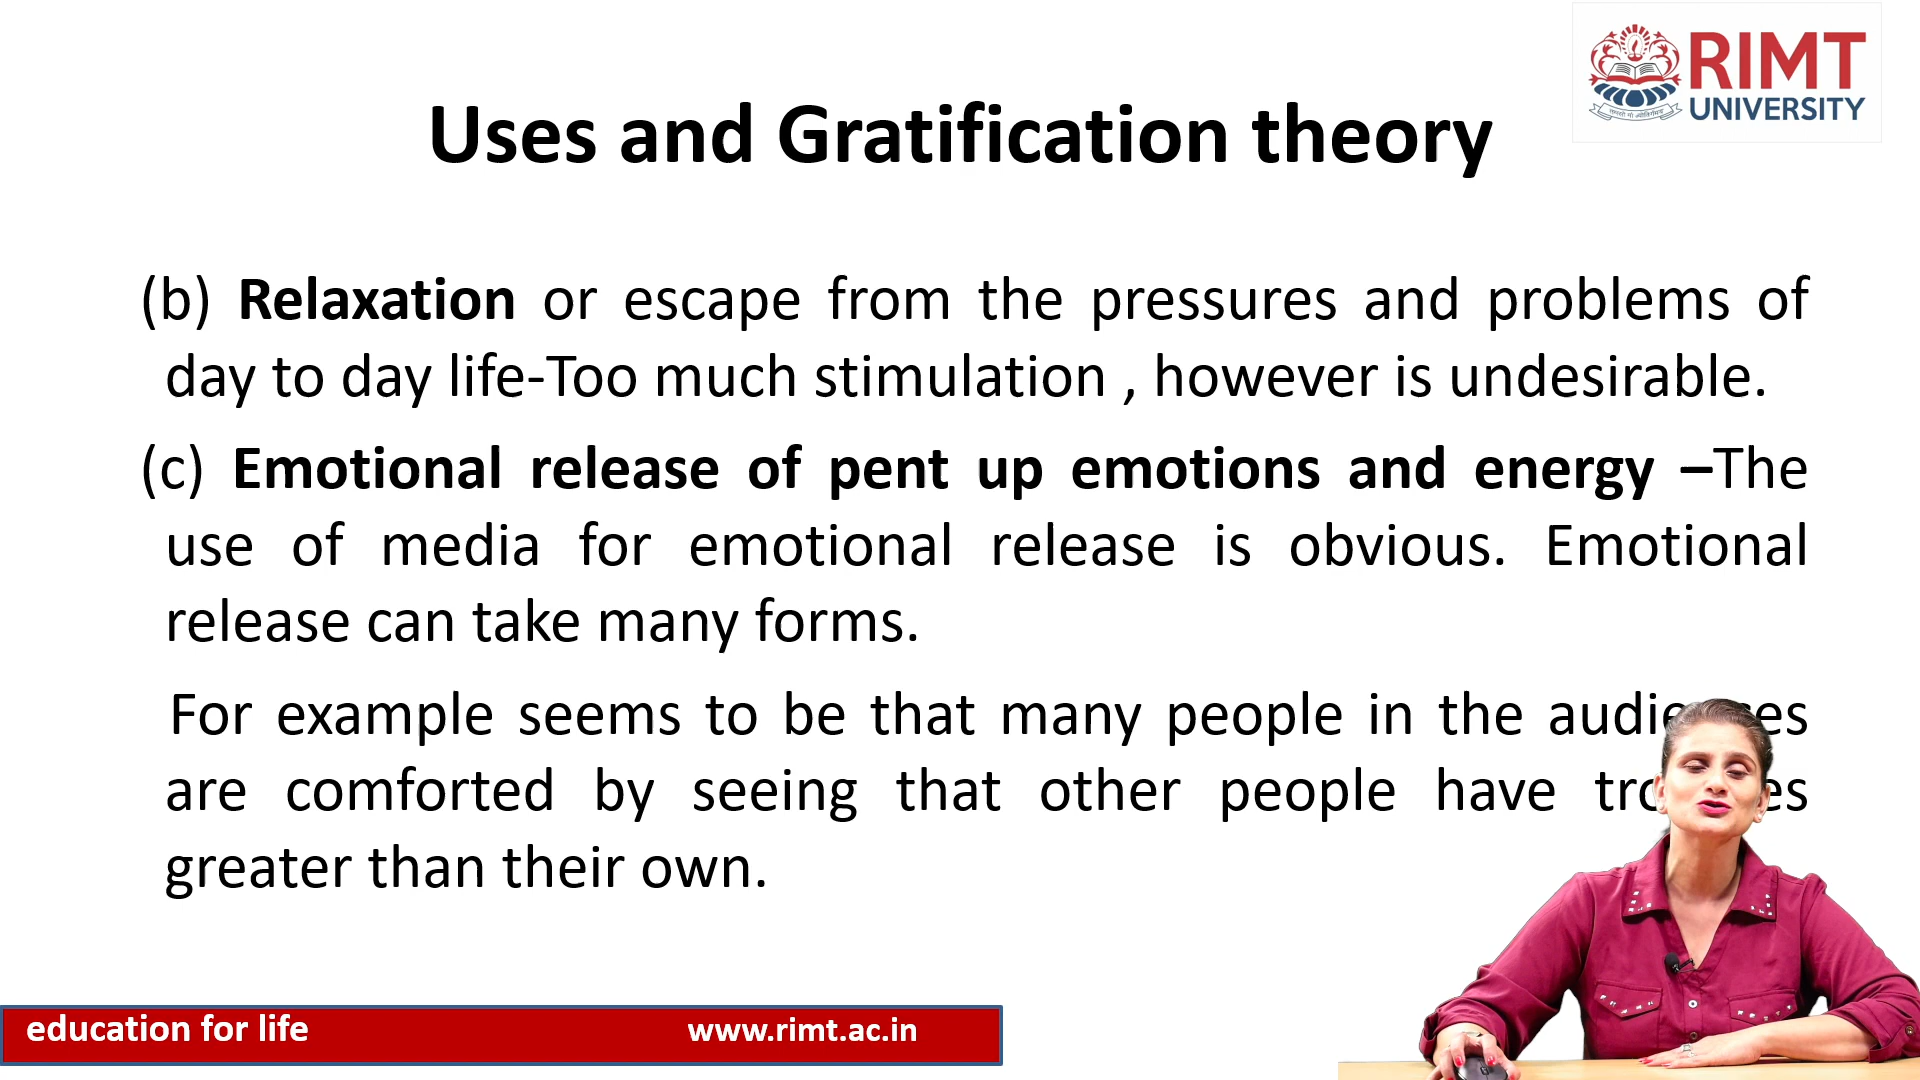 RIMT
UNIVERSITY
Uses and Gratification theory
(b) Relaxation or escape from the pressures and problems of
day to day life-Too much stimulation , however is undesirable.
(c) Emotional release of pent up emotions and energy –The
use of media for emotional release is obvious. Emotional
release can take many forms.
For example seems to be that many people in the
are comforted by seeing that other people have
greater than their own.
education for life www.rimt.ac.in